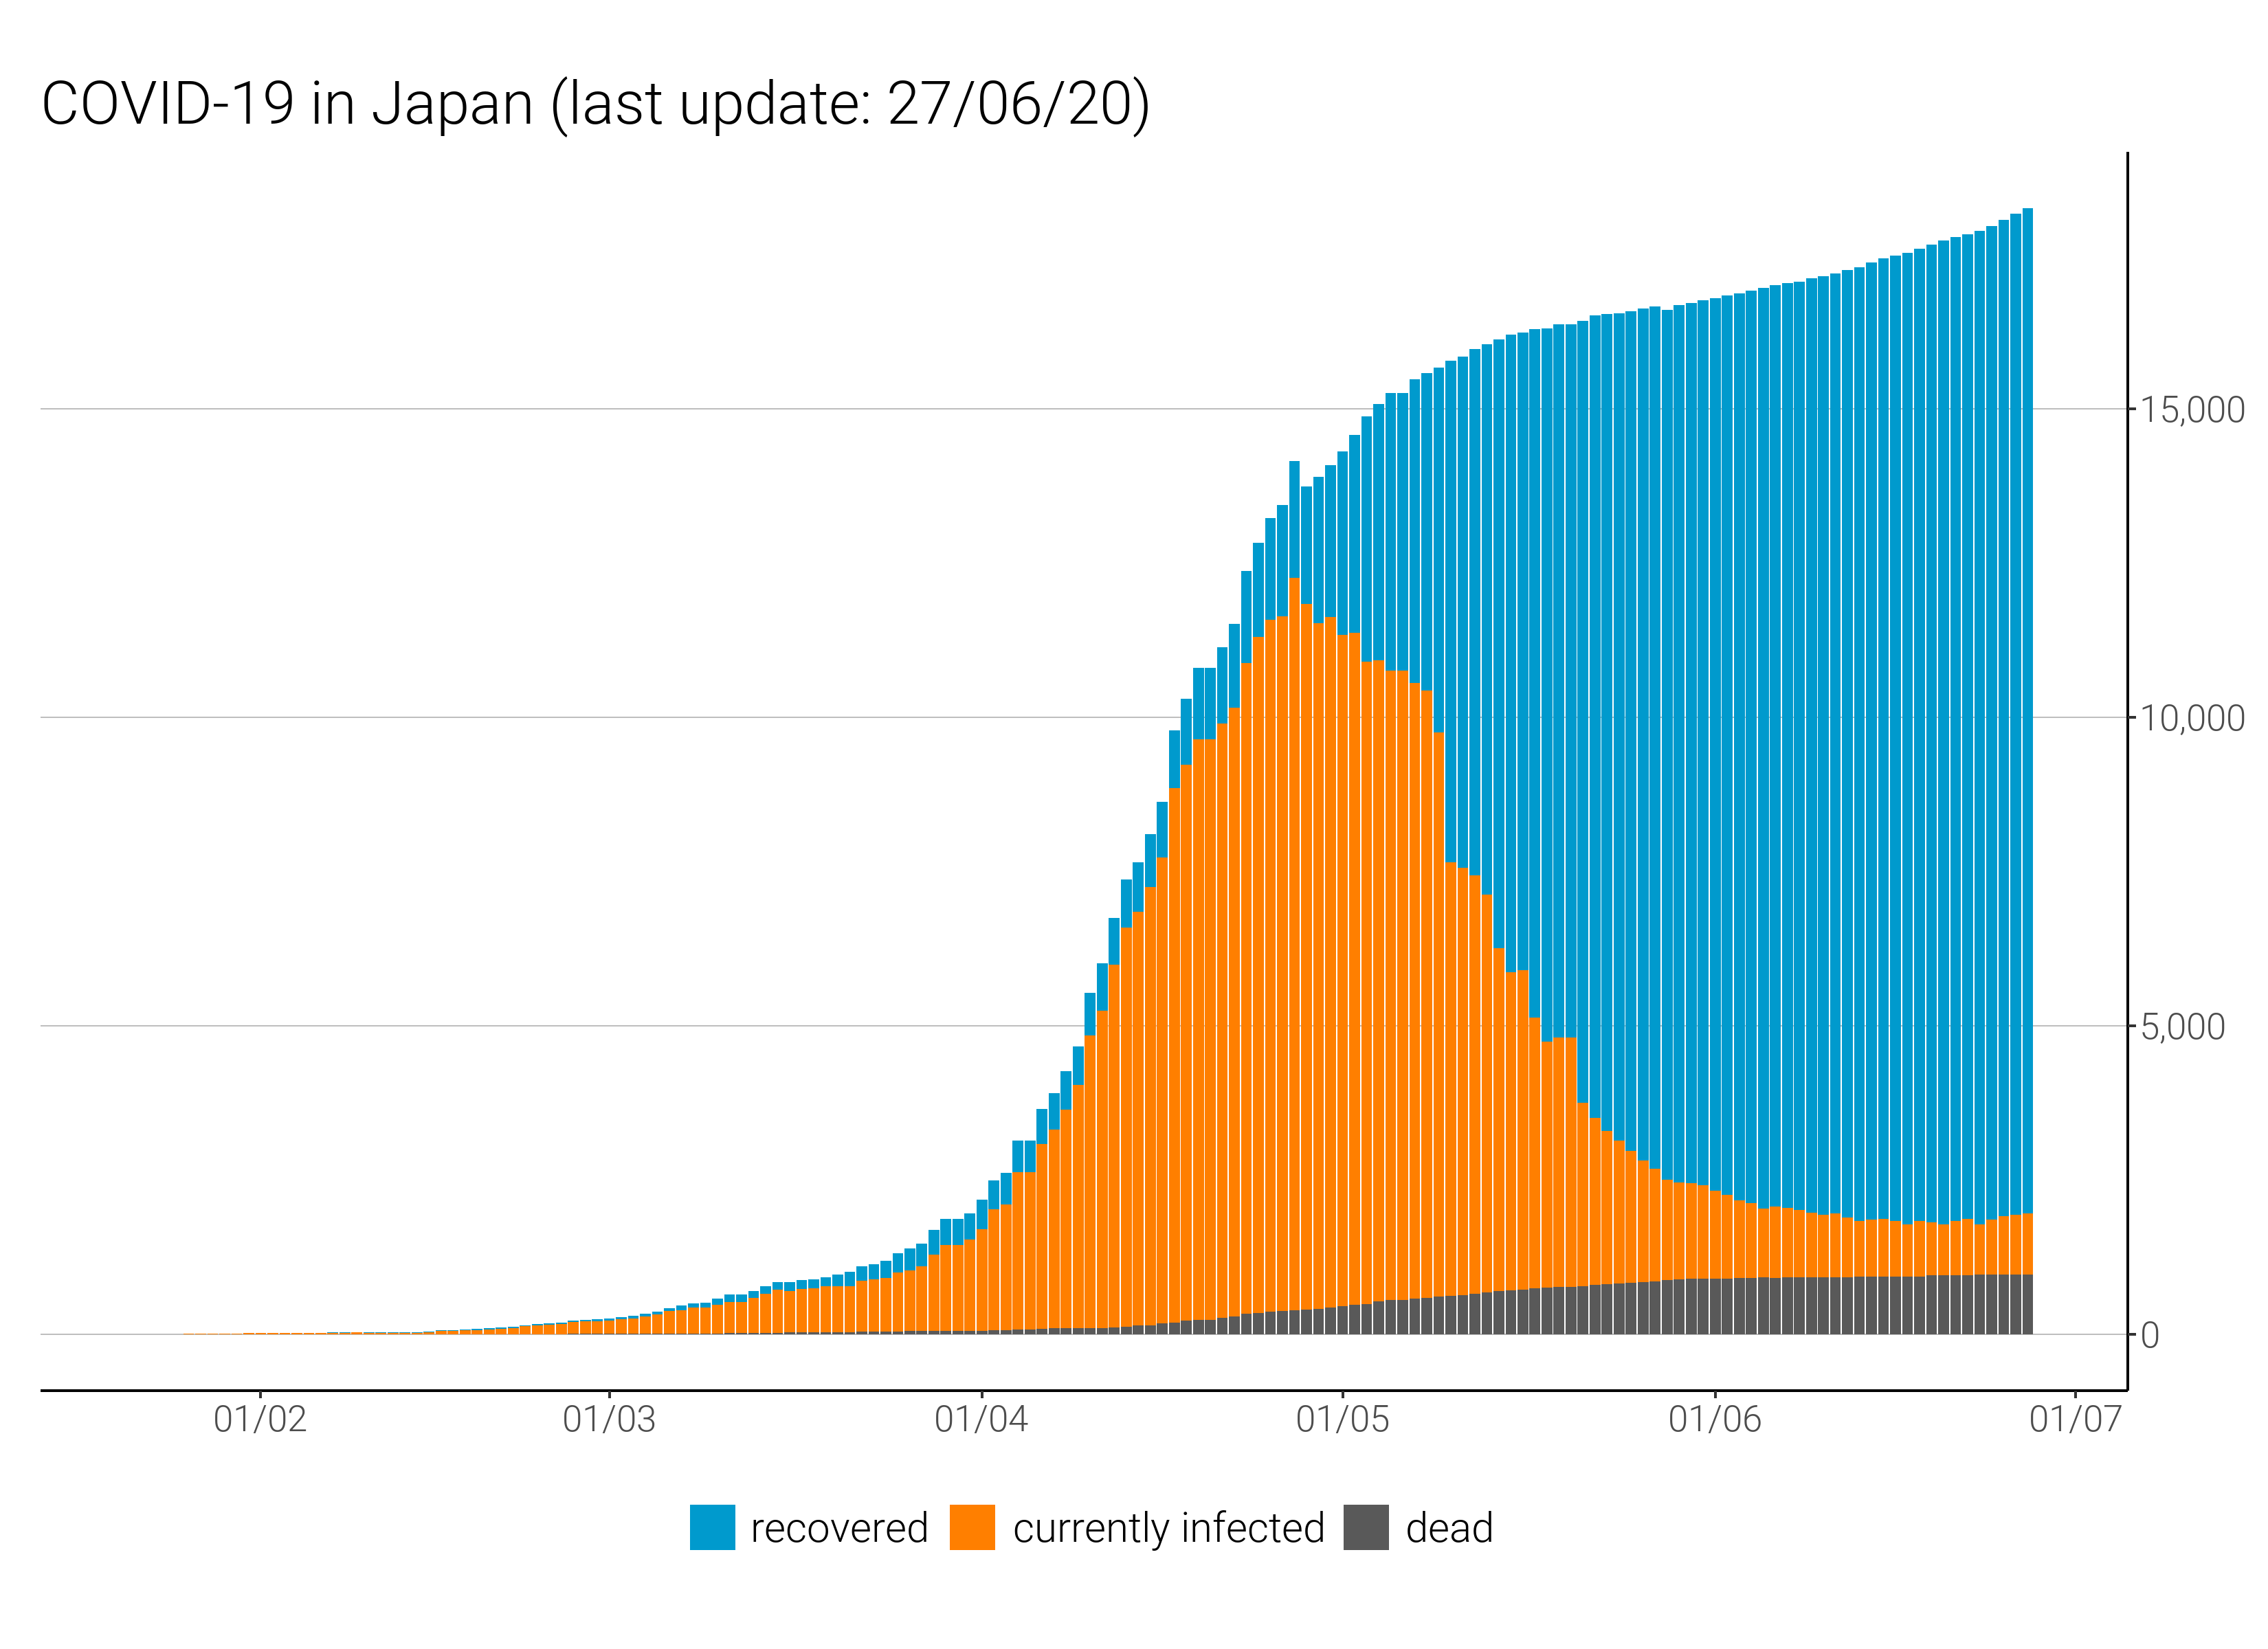 COVID-19 in Japan (last update: 27/06/20)
15,000
10,000
5,000
0
01/02 01/03 01/04 01/05 01/06 01/07
recovered currently infected dead